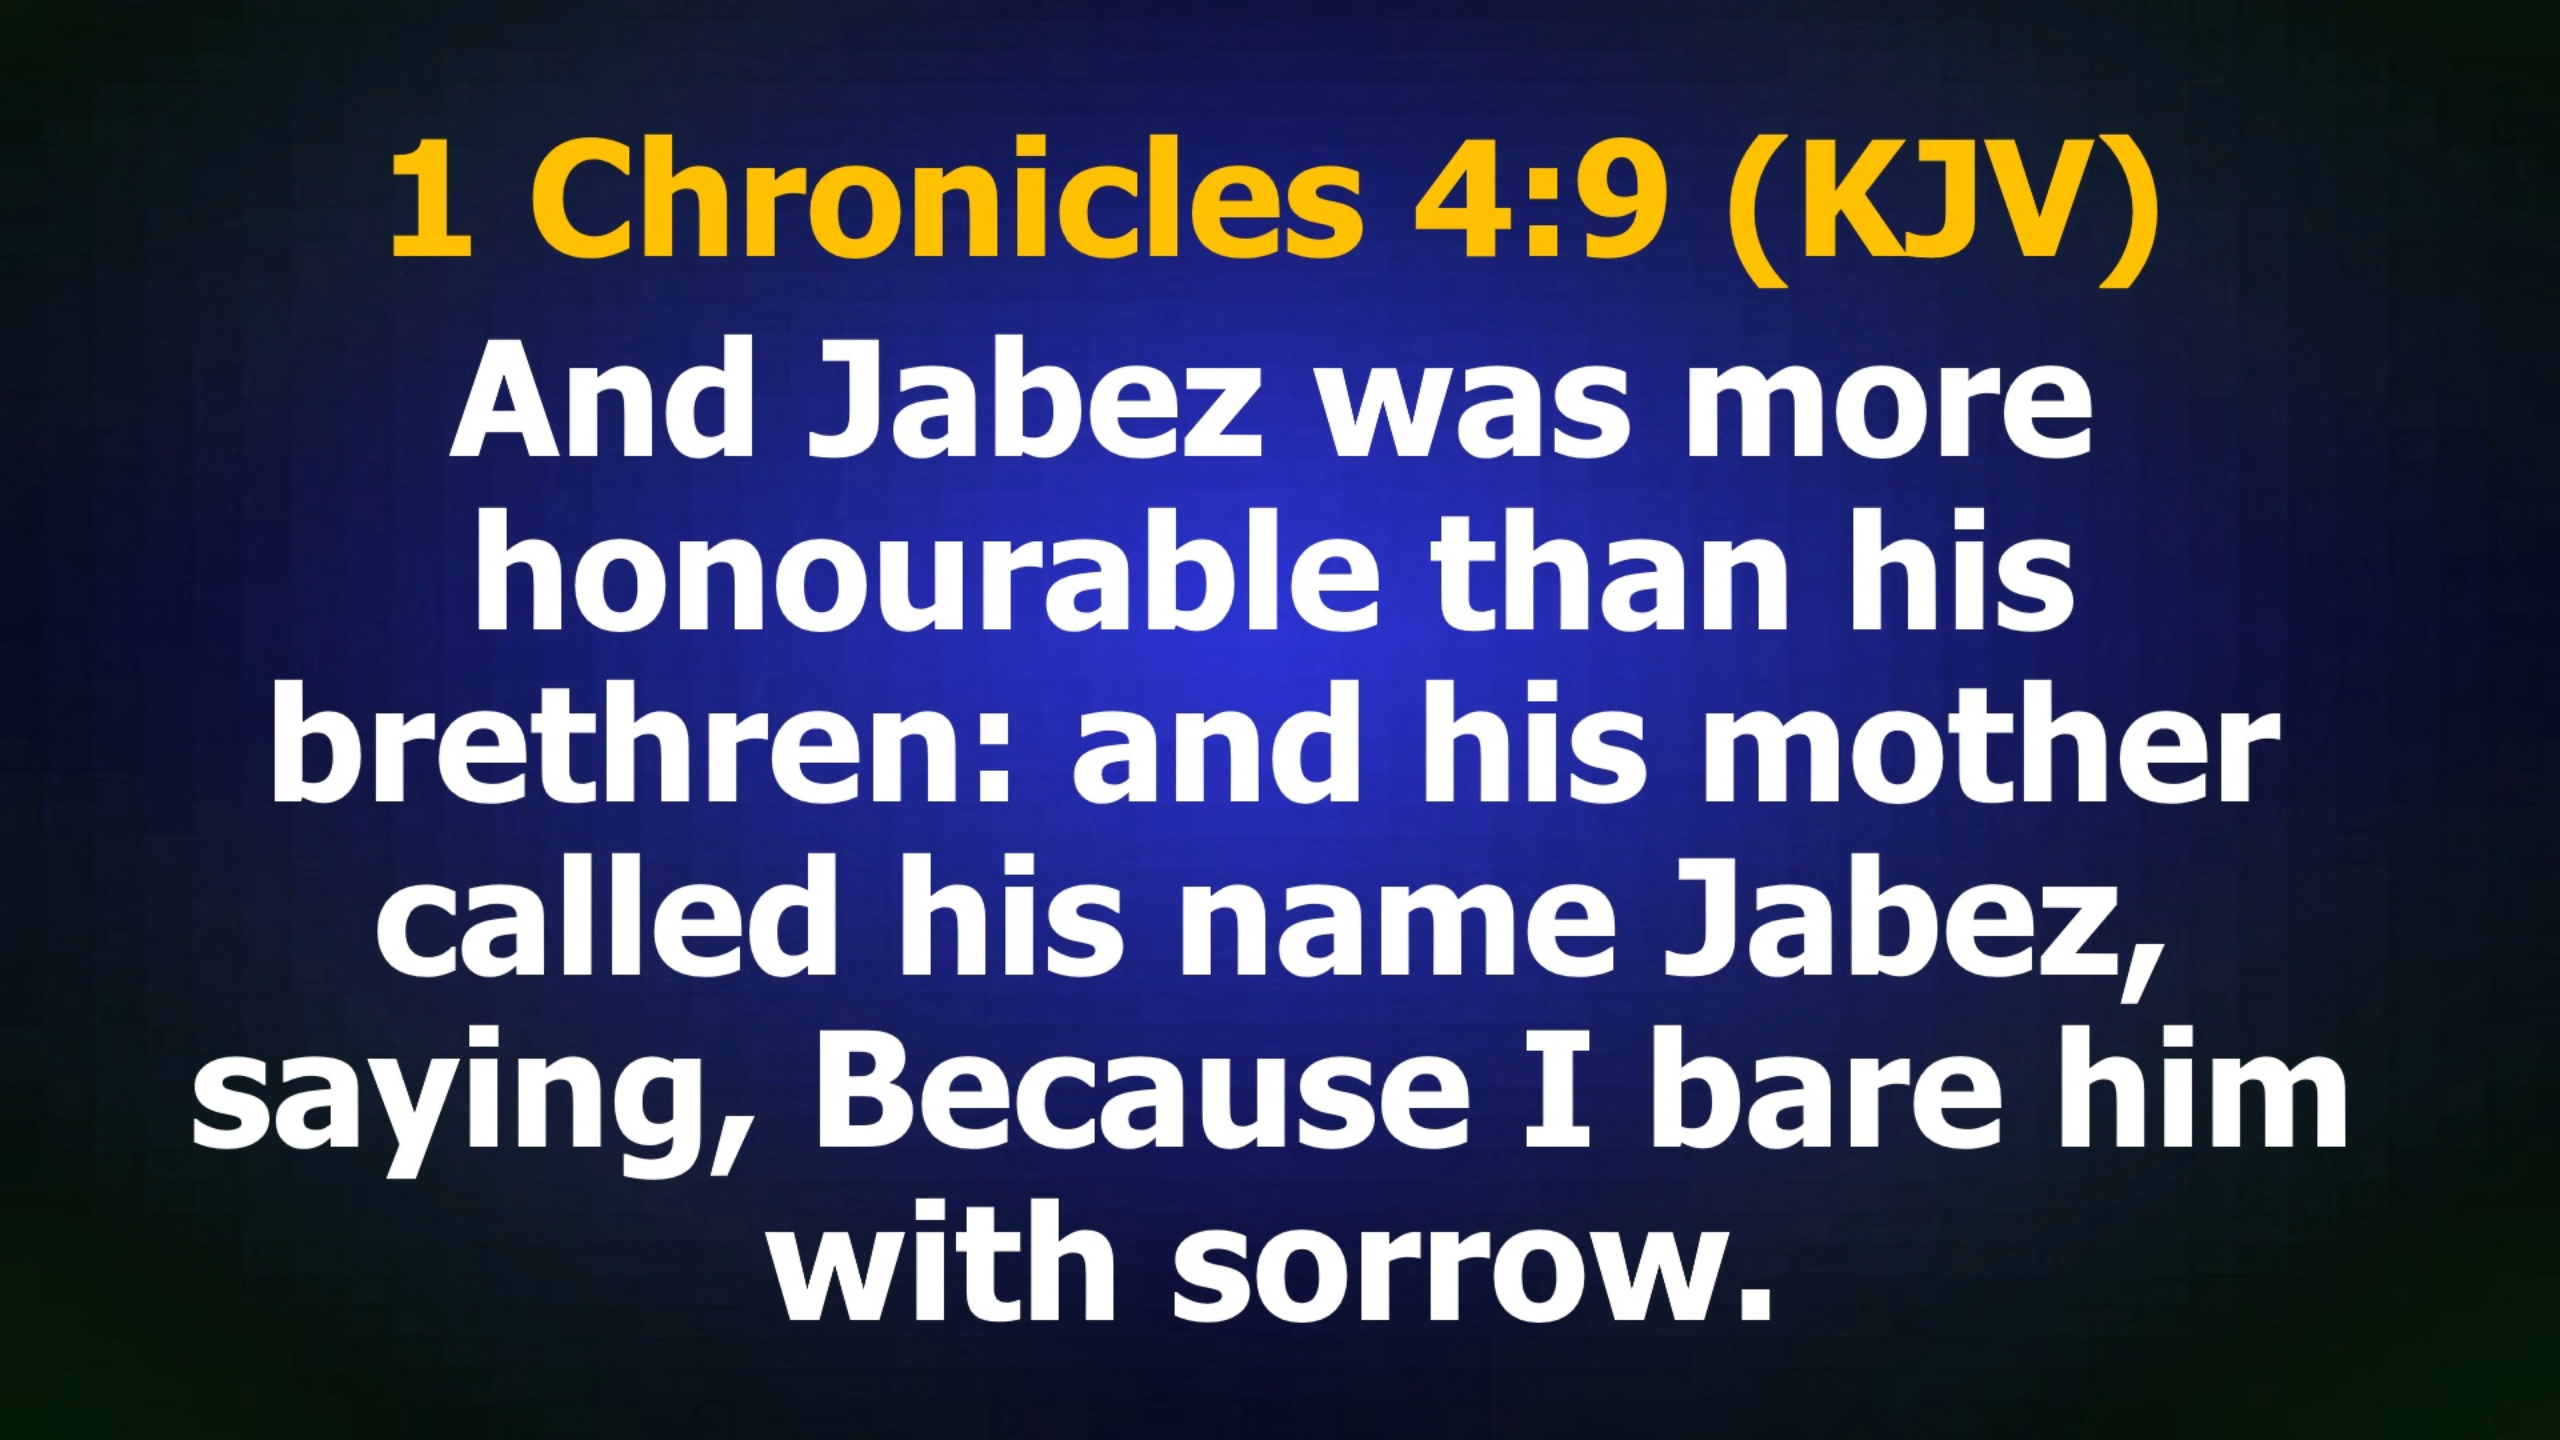 1 Chronicles 4:9 (KJV)
And Jabez was more
honourable than his
brethren: and his mother
called his name Jabez,
saying, Because I bare him
with sorrow.